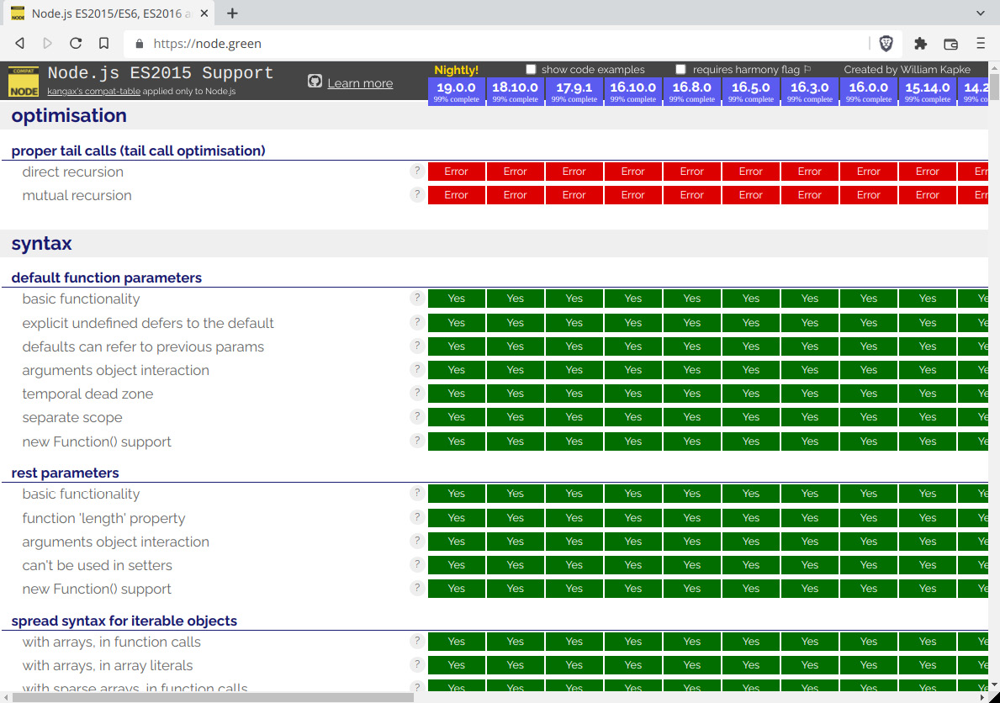 Node.js ES2015/ES6, ES2016 a
https://node.green
COMPAT
NODE
Node.js ES2015 Support
kangax's compat-table applied only to Node.js
Learn more
Nightly!
show code examples
requires harmony flag
Created by William Kapke
19.0.0 18.10.0 17.9.1 16.10.0 16.8.0 16.5.0 16.3.0 16.0.0 15.14.0 14.2
99% complete 99% complete 99% complete 99% complete 99% complete 99% complete 99% complete 99% complete 99% complete 99% co
optimisation
proper tail calls (tail call optimisation)
direct recursion ? Error Error Error Error Error Error Error Error Error Err
mutual recursion ? Error Error Error Error Error Error Error Error Error Err
syntax
default function parameters
basic functionality ? Yes Yes Yes Yes Yes Yes Yes Yes Yes Ye
explicit undefined defers to the default ? Yes Yes Yes Yes Yes Yes Yes Yes Yes Ye
defaults can refer to previous params ? Yes Yes Yes Yes Yes Yes Yes Yes Yes Ye
arguments object interaction ? Yes Yes Yes Yes Yes Yes Yes Yes Yes Ye
temporal dead zone ? Yes Yes Yes Yes Yes Yes Yes Yes Yes Ye
separate scope ? Yes Yes Yes Yes Yes Yes Yes Yes Yes Ye
new Function() support ? Yes Yes Yes Yes Yes Yes Yes Yes Yes Ye
rest parameters
basic functionality ? Yes Yes Yes Yes Yes Yes Yes Yes Yes Ye
function 'length' property ? Yes Yes Yes Yes Yes Yes Yes Yes Yes Ye
arguments object interaction ? Yes Yes Yes Yes Yes Yes Yes Yes Yes Ye
can't be used in setters ? Yes Yes Yes Yes Yes Yes Yes Yes Yes Ye
new Function() support ? Yes Yes Yes Yes Yes Yes Yes Yes Yes Ye
spread syntax for iterable objects
with arrays, in function calls ? Yes Yes Yes Yes Yes Yes Yes Yes Yes Ye
with arrays, in array literals ? Yes Yes Yes Yes Yes Yes Yes Yes Yes Ye
with sparse arrays, in function calls ? Yes Yes Yes Yes Yes Yes Yes Yes Yes Ye